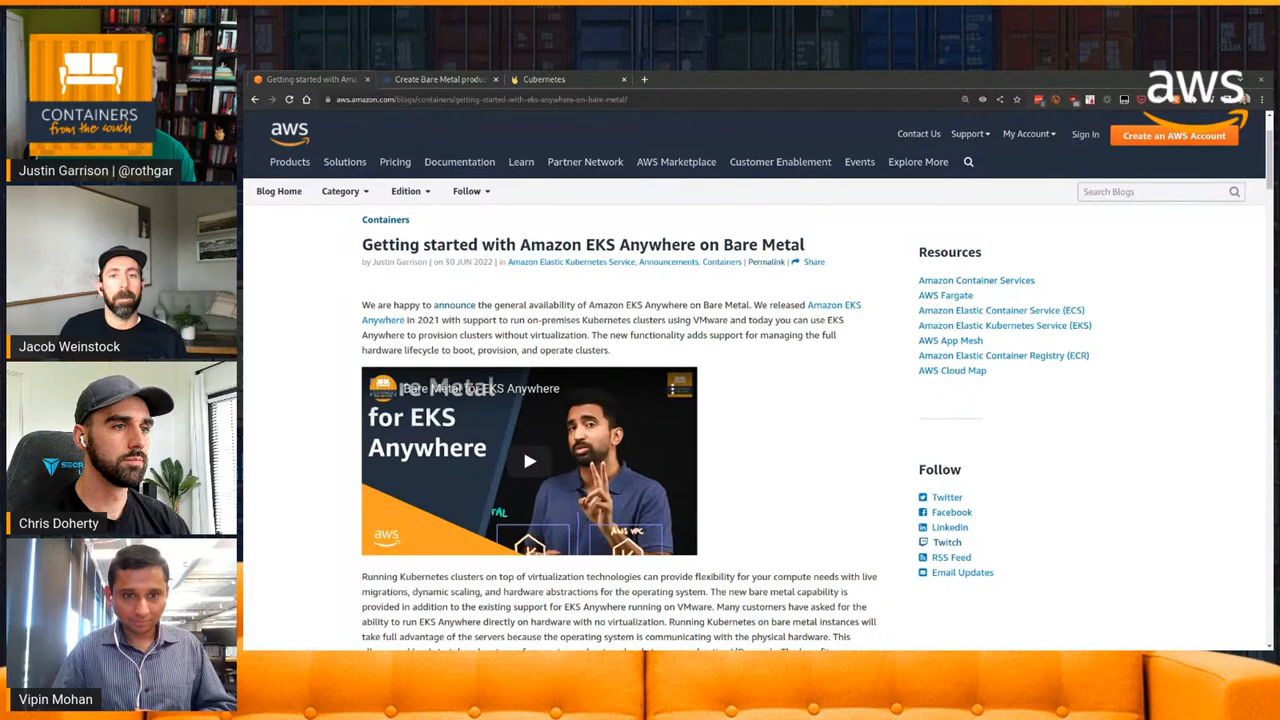 CONTAINERS
from the couch
Justin Garrison | @rothgar
Jacob Weinstock
Chris Doherty
Vipin Mohan
aws
Getting started with Ama
Create Bare Metal produc
Cubernetes
aws.amazon.com/blogs/containers/getting-started-with-eks-anywhere-on-bare-metal/
aws
Contact Us
Support
My Account
Sign In
Create an AWS Account
Products
Solutions
Pricing
Documentation
Learn
Partner Network
AWS Marketplace
Customer Enablement
Events
Explore More
Blog Home
Category
Edition
Follow
Search Blogs
Containers
Getting started with Amazon EKS Anywhere on Bare Metal
by Justin Garrison | on 30 JUN 2022 | in Amazon Elastic Kubernetes Service, Announcements, Containers | Permalink | Share
We are happy to announce the general availability of Amazon EKS Anywhere on Bare Metal. We released Amazon EKS
Anywhere in 2021 with support to run on-premises Kubernetes clusters using VMware and today you can use EKS
Anywhere to provision clusters without virtualization. The new functionality adds support for managing the full
hardware lifecycle to boot, provision, and operate clusters.
Bare Metal for EKS Anywhere
re Metal
for EKS
Anywhere
aws
TAL
AWS VPC
Running Kubernetes clusters on top of virtualization technologies can provide flexibility for your compute needs with live
migrations, dynamic scaling, and hardware abstractions for the operating system. The new bare metal capability is
provided in addition to the existing support for EKS Anywhere running on VMware. Many customers have asked for the
ability to run EKS Anywhere directly on hardware with no virtualization. Running Kubernetes on bare metal instances will
take full advantage of the servers because the operating system is communicating with the physical hardware. This
Resources
Amazon Container Services
AWS Fargate
Amazon Elastic Container Service (ECS)
Amazon Elastic Kubernetes Service (EKS)
AWS App Mesh
Amazon Elastic Container Registry (ECR)
AWS Cloud Map
Follow
Twitter
Facebook
LinkedIn
Twitch
RSS Feed
Email Updates